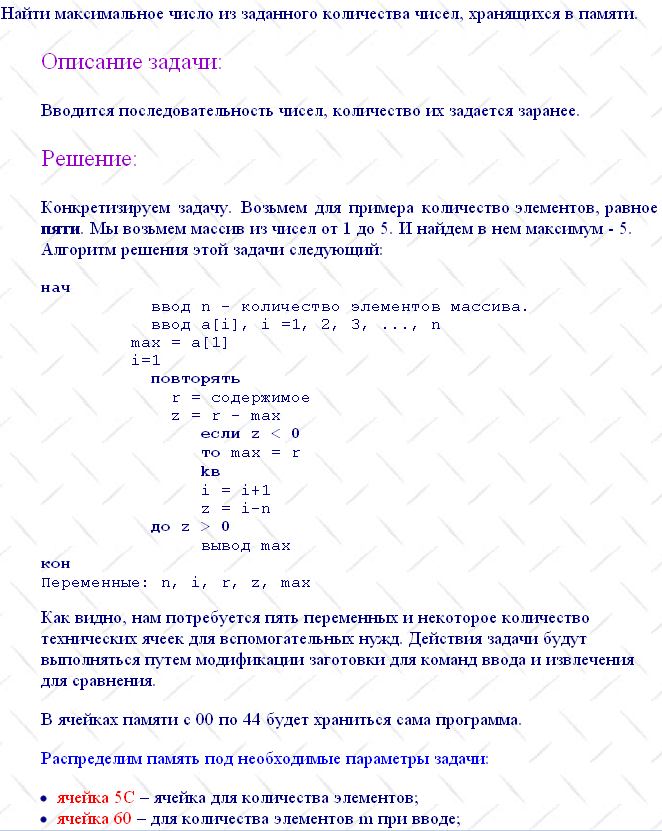 Найти максимальное число из заданного количества чисел, хранящихся в памяти.
Описание задачи:
Вводится последовательность чисел, количество их задается заранее.
Решение:
Конкретизируем задачу. Возьмем для примера количество элементов, равное
пяти. Мы возьмем массив из чисел от 1 до 5. И найдем в нем максимум - 5.
Алгоритм решения этой задачи следующий:
нач
ввод n - количество элементов массива.
ввод a[i], i =1, 2, 3, ..., n
max = a[1]
i=1
повторять
r = содержимое
z = r - max
если z < 0
то max = r
kв
i = i+1
z = i-n
до z > 0
вывод max
кон
Переменные: n, i, r, z, max
Как видно, нам потребуется пять переменных и некоторое количество
технических ячеек для вспомогательных нужд. Действия задачи будут
выполняться путем модификации заготовки для команд ввода и извлечения
для сравнения.
В ячейках памяти с 00 по 44 будет храниться сама программа.
Распределим память под необходимые параметры задачи:
• ячейка 5C – ячейка для количества элементов;
• ячейка 60 – для количества элементов m при вводе;